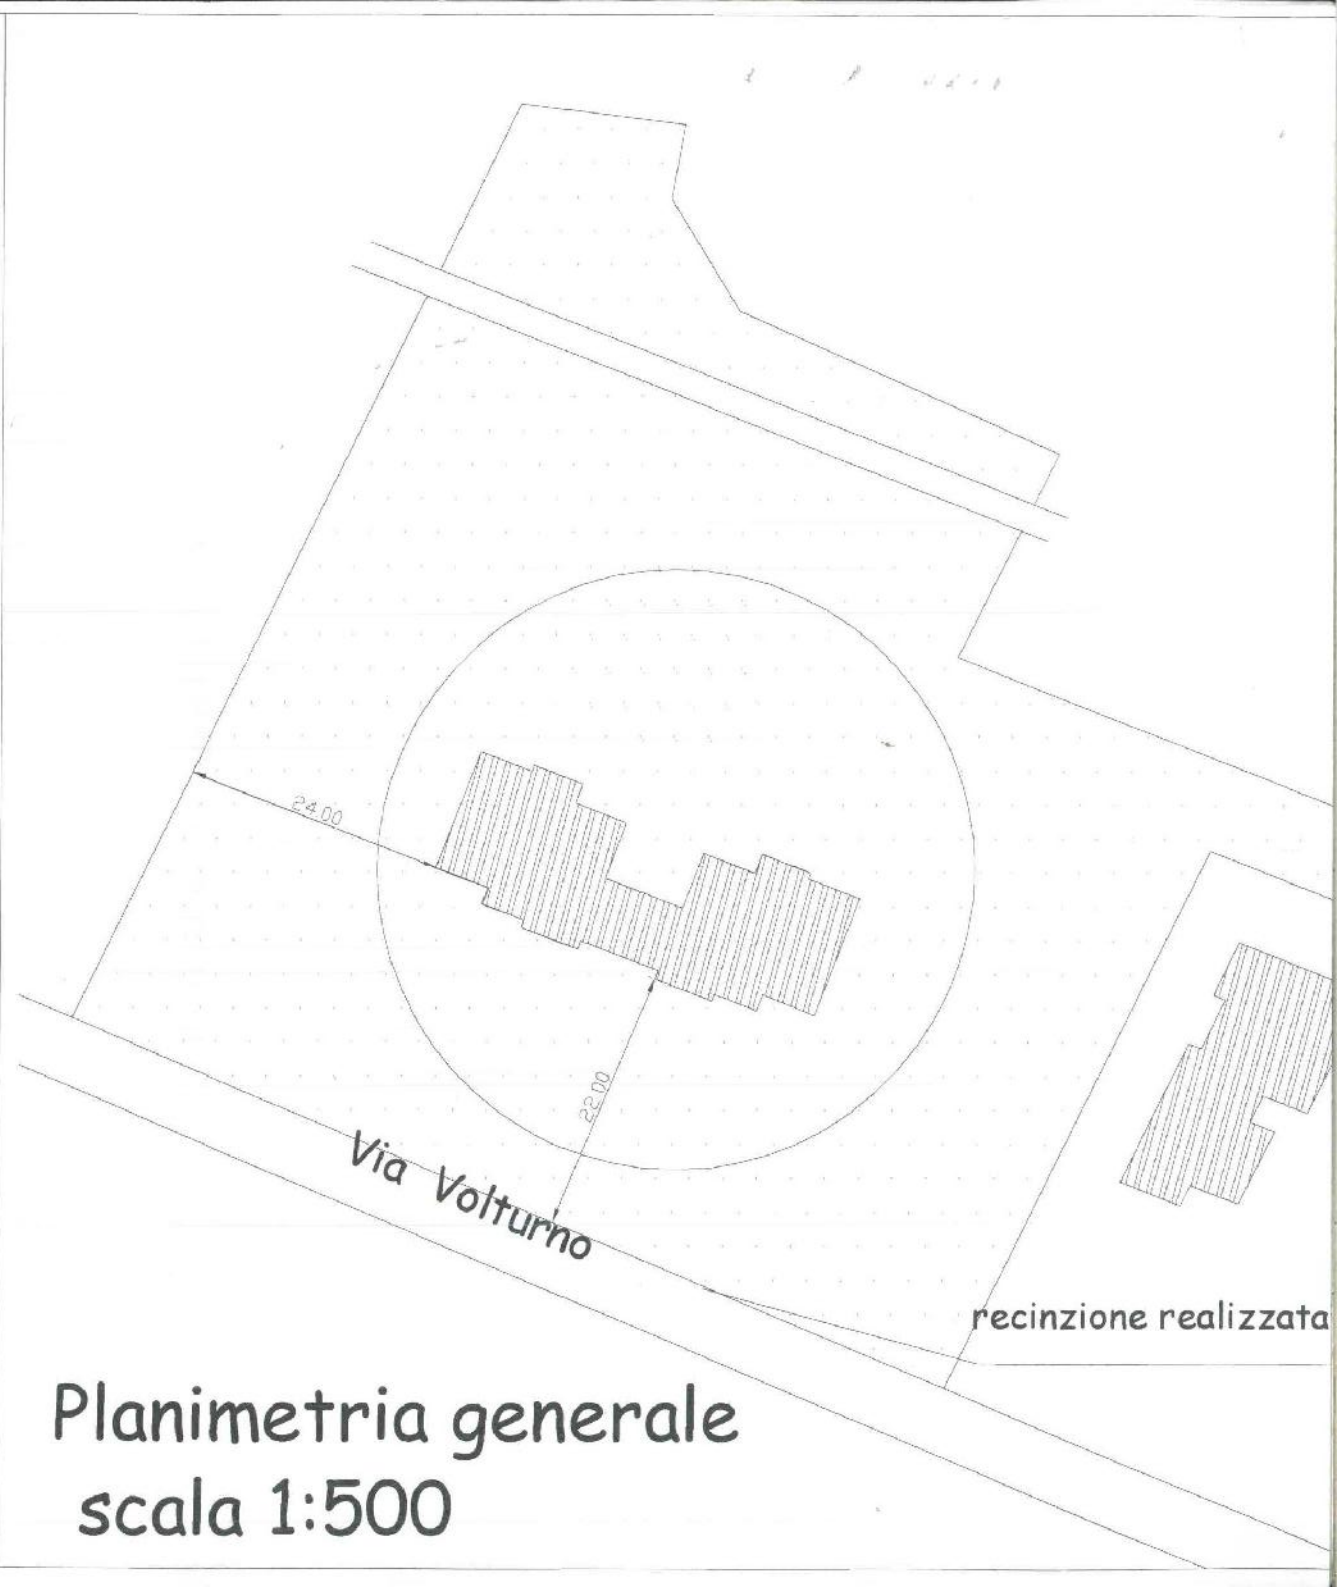 24.00
22.00
Via Volturno
recinzione realizzata
Planimetria generale
scala 1:500